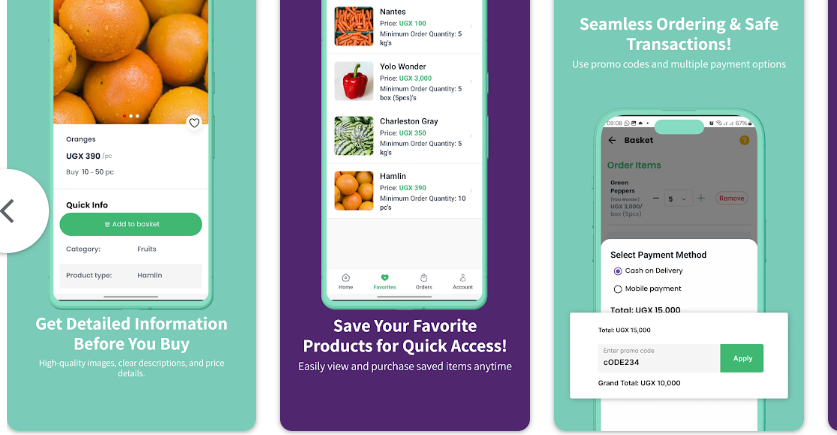 Oranges
UGX 390 /pc
Buy 10 - 50 pc
Quick Info
Add to basket
Category: Fruits
Product type: Hamlin
Get Detailed Information
Before You Buy
High-quality images, clear descriptions, and price
details.
Nantes
Price: UGX 100
Minimum Order Quantity: 5
kg's
Yolo Wonder
Price: UGX 3,000
Minimum Order Quantity: 5
box (5pcs)'s
Charleston Gray
Price: UGX 350
Minimum Order Quantity: 5
kg's
Hamlin
Price: UGX 390
Minimum Order Quantity: 10
pc's
Home Favorites Orders Account
Save Your Favorite
Products for Quick Access!
Easily view and purchase saved items anytime
Seamless Ordering & Safe
Transactions!
Use promo codes and multiple payment options
09:08 67%
Basket
Order Items
Green
Peppers
UGX 3,000/
box (5pcs)
5
Remove
Select Payment Method
Cash on Delivery
Mobile payment
Total: UGX 15,000
Total: UGX 15,000
Enter promo code
cODE234
Apply
Grand Total: UGX 10,000